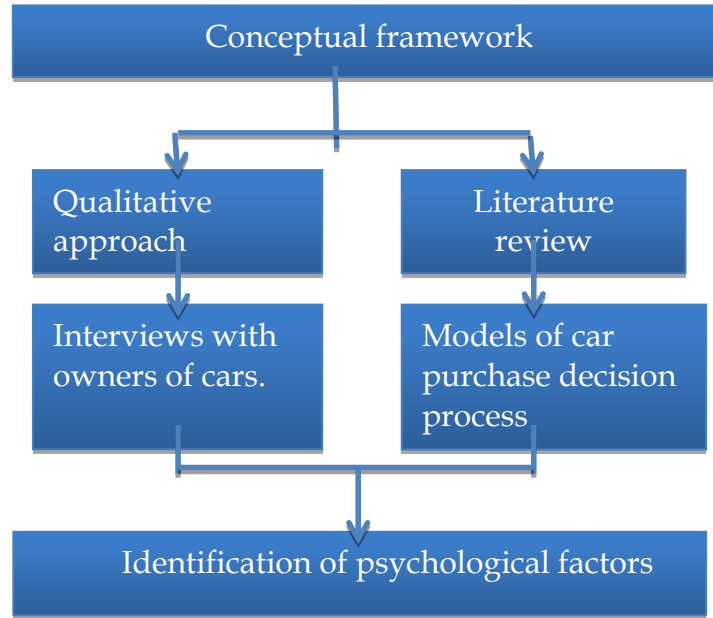 Conceptual framework
Qualitative
approach
Literature
review
Interviews with
owners of cars.
Models of car
purchase decision
process
Identification of psychological factors